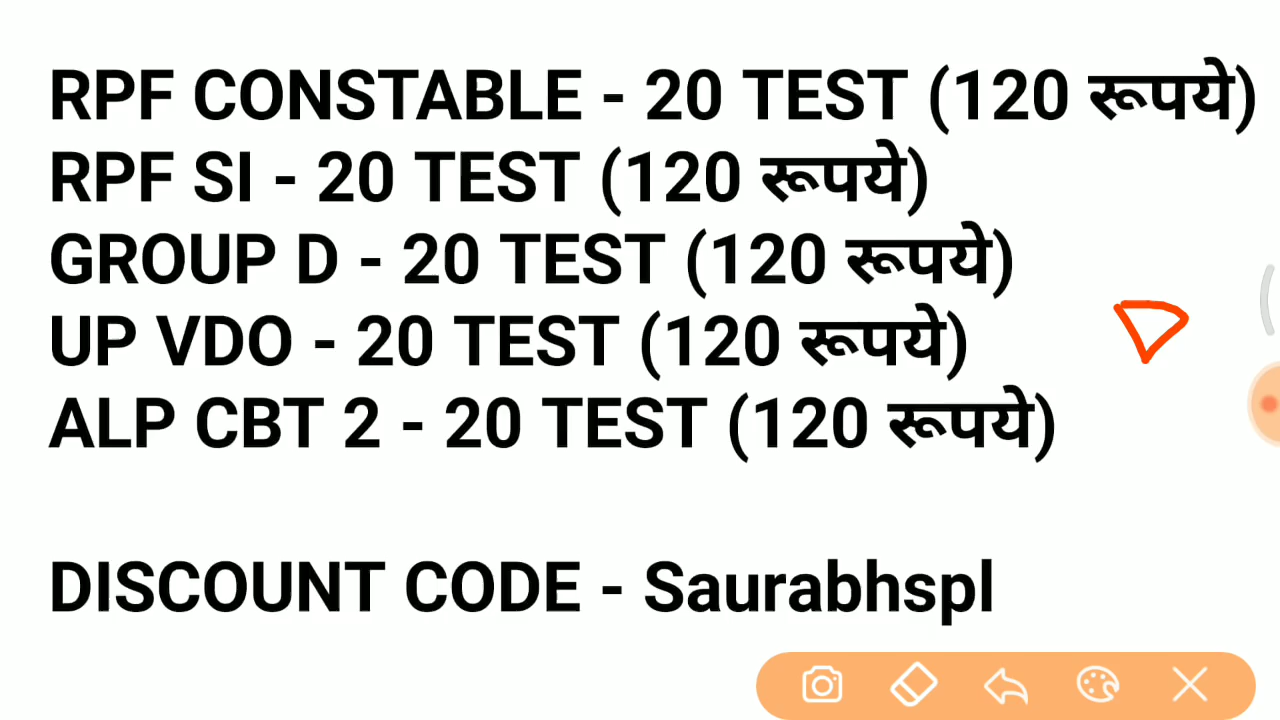 RPF CONSTABLE - 20 TEST (120 रूपये)
RPF SI - 20 TEST (120 रूपये)
GROUP D - 20 TEST (120 रूपये)
UP VDO - 20 TEST (120 रूपये)
ALP CBT 2 - 20 TEST (120 रूपये)
DISCOUNT CODE - Saurabhspl